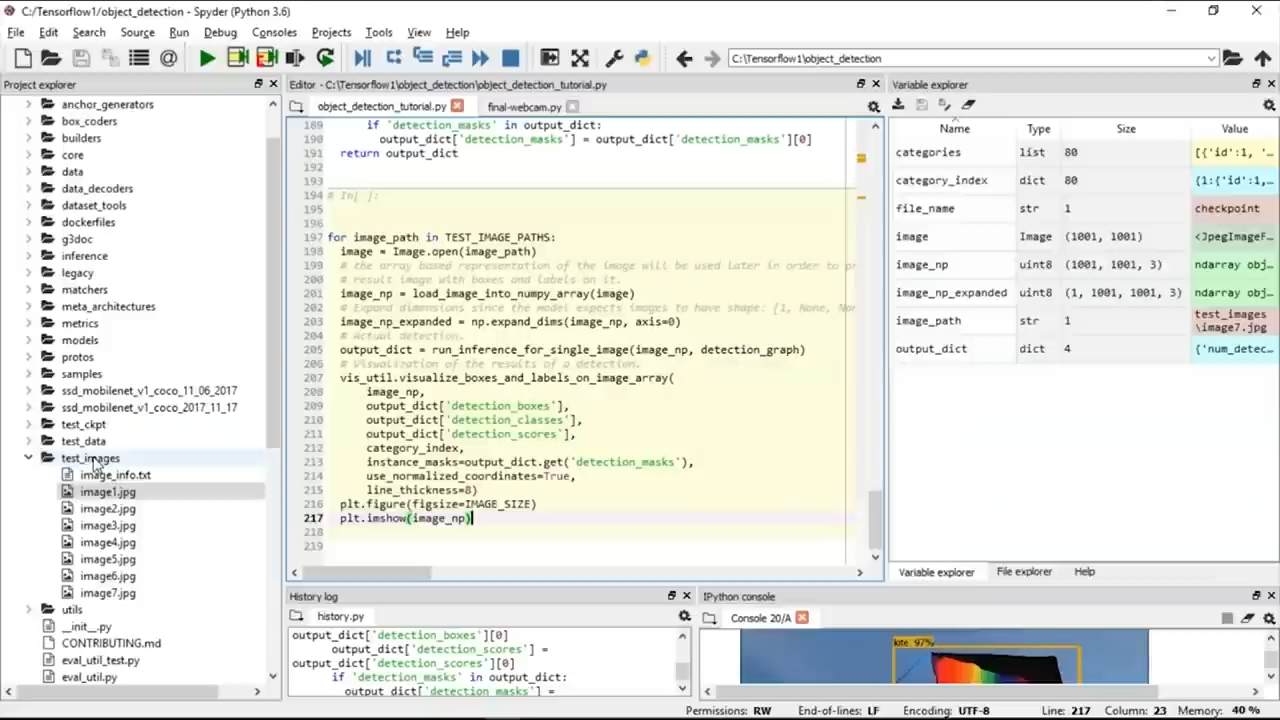 C:/Tensorflow1/object_detection - Spyder (Python 3.6)
File Edit Search Source Run Debug Consoles Projects Tools View Help
C:\Tensorflow1\object_detection
Project explorer
anchor_generators
box_coders
builders
core
data
data_decoders
dataset_tools
dockerfiles
g3doc
inference
legacy
matchers
meta_architectures
metrics
models
protos
samples
ssd_mobilenet_v1_coco_11_06_2017
ssd_mobilenet_v1_coco_2017_11_17
test_ckpt
test_data
test_images
image_info.txt
image1.jpg
image2.jpg
image3.jpg
image4.jpg
image5.jpg
image6.jpg
image7.jpg
utils
__init__.py
CONTRIBUTING.md
eval_util_test.py
eval_util.py
Editor - C:\Tensorflow1\object_detection\object_detection_tutorial.py
object_detection_tutorial.py final-webcam.py
189 if 'detection_masks' in output_dict:
190 output_dict['detection_masks'] = output_dict['detection_masks'][0]
191 return output_dict
192
193
194 # In[ ]:
195
196
197 for image_path in TEST_IMAGE_PATHS:
198 image = Image.open(image_path)
199 # the array based representation of the image will be used later in order to pr
200 # result image with boxes and labels on it.
201 image_np = load_image_into_numpy_array(image)
202 # Expand dimensions since the model expects images to have shape: [1, None, No
203 image_np_expanded = np.expand_dims(image_np, axis=0)
204 # Actual detection.
205 output_dict = run_inference_for_single_image(image_np, detection_graph)
206 # Visualization of the results of a detection.
207 vis_util.visualize_boxes_and_labels_on_image_array(
208 image_np,
209 output_dict['detection_boxes'],
210 output_dict['detection_classes'],
211 output_dict['detection_scores'],
212 category_index,
213 instance_masks=output_dict.get('detection_masks'),
214 use_normalized_coordinates=True,
215 line_thickness=8)
216 plt.figure(figsize=IMAGE_SIZE)
217 plt.imshow(image_np)
218
219
Variable explorer
Name Type Size Value
categories list 80 [{'id':1, '...
category_index dict 80 {1:{'id':1,...
file_name str 1 checkpoint
image Image (1001, 1001) <JpegImageF...
image_np uint8 (1001, 1001, 3) ndarray obj...
image_np_expanded uint8 (1, 1001, 1001, 3) ndarray obj...
image_path str 1 test_images
\image7.jpg
output_dict dict 4 {'num_detec...
Variable explorer File explorer Help
History log
history.py
output_dict['detection_boxes'][0]
output_dict['detection_scores'] =
output_dict['detection_scores'][0]
if 'detection_masks' in output_dict:
output_dict['detection_masks'] =
IPython console
Console 20/A
kite: 97%
Permissions: RW End-of-lines: LF Encoding: UTF-8 Line: 217 Column: 23 Memory: 40 %